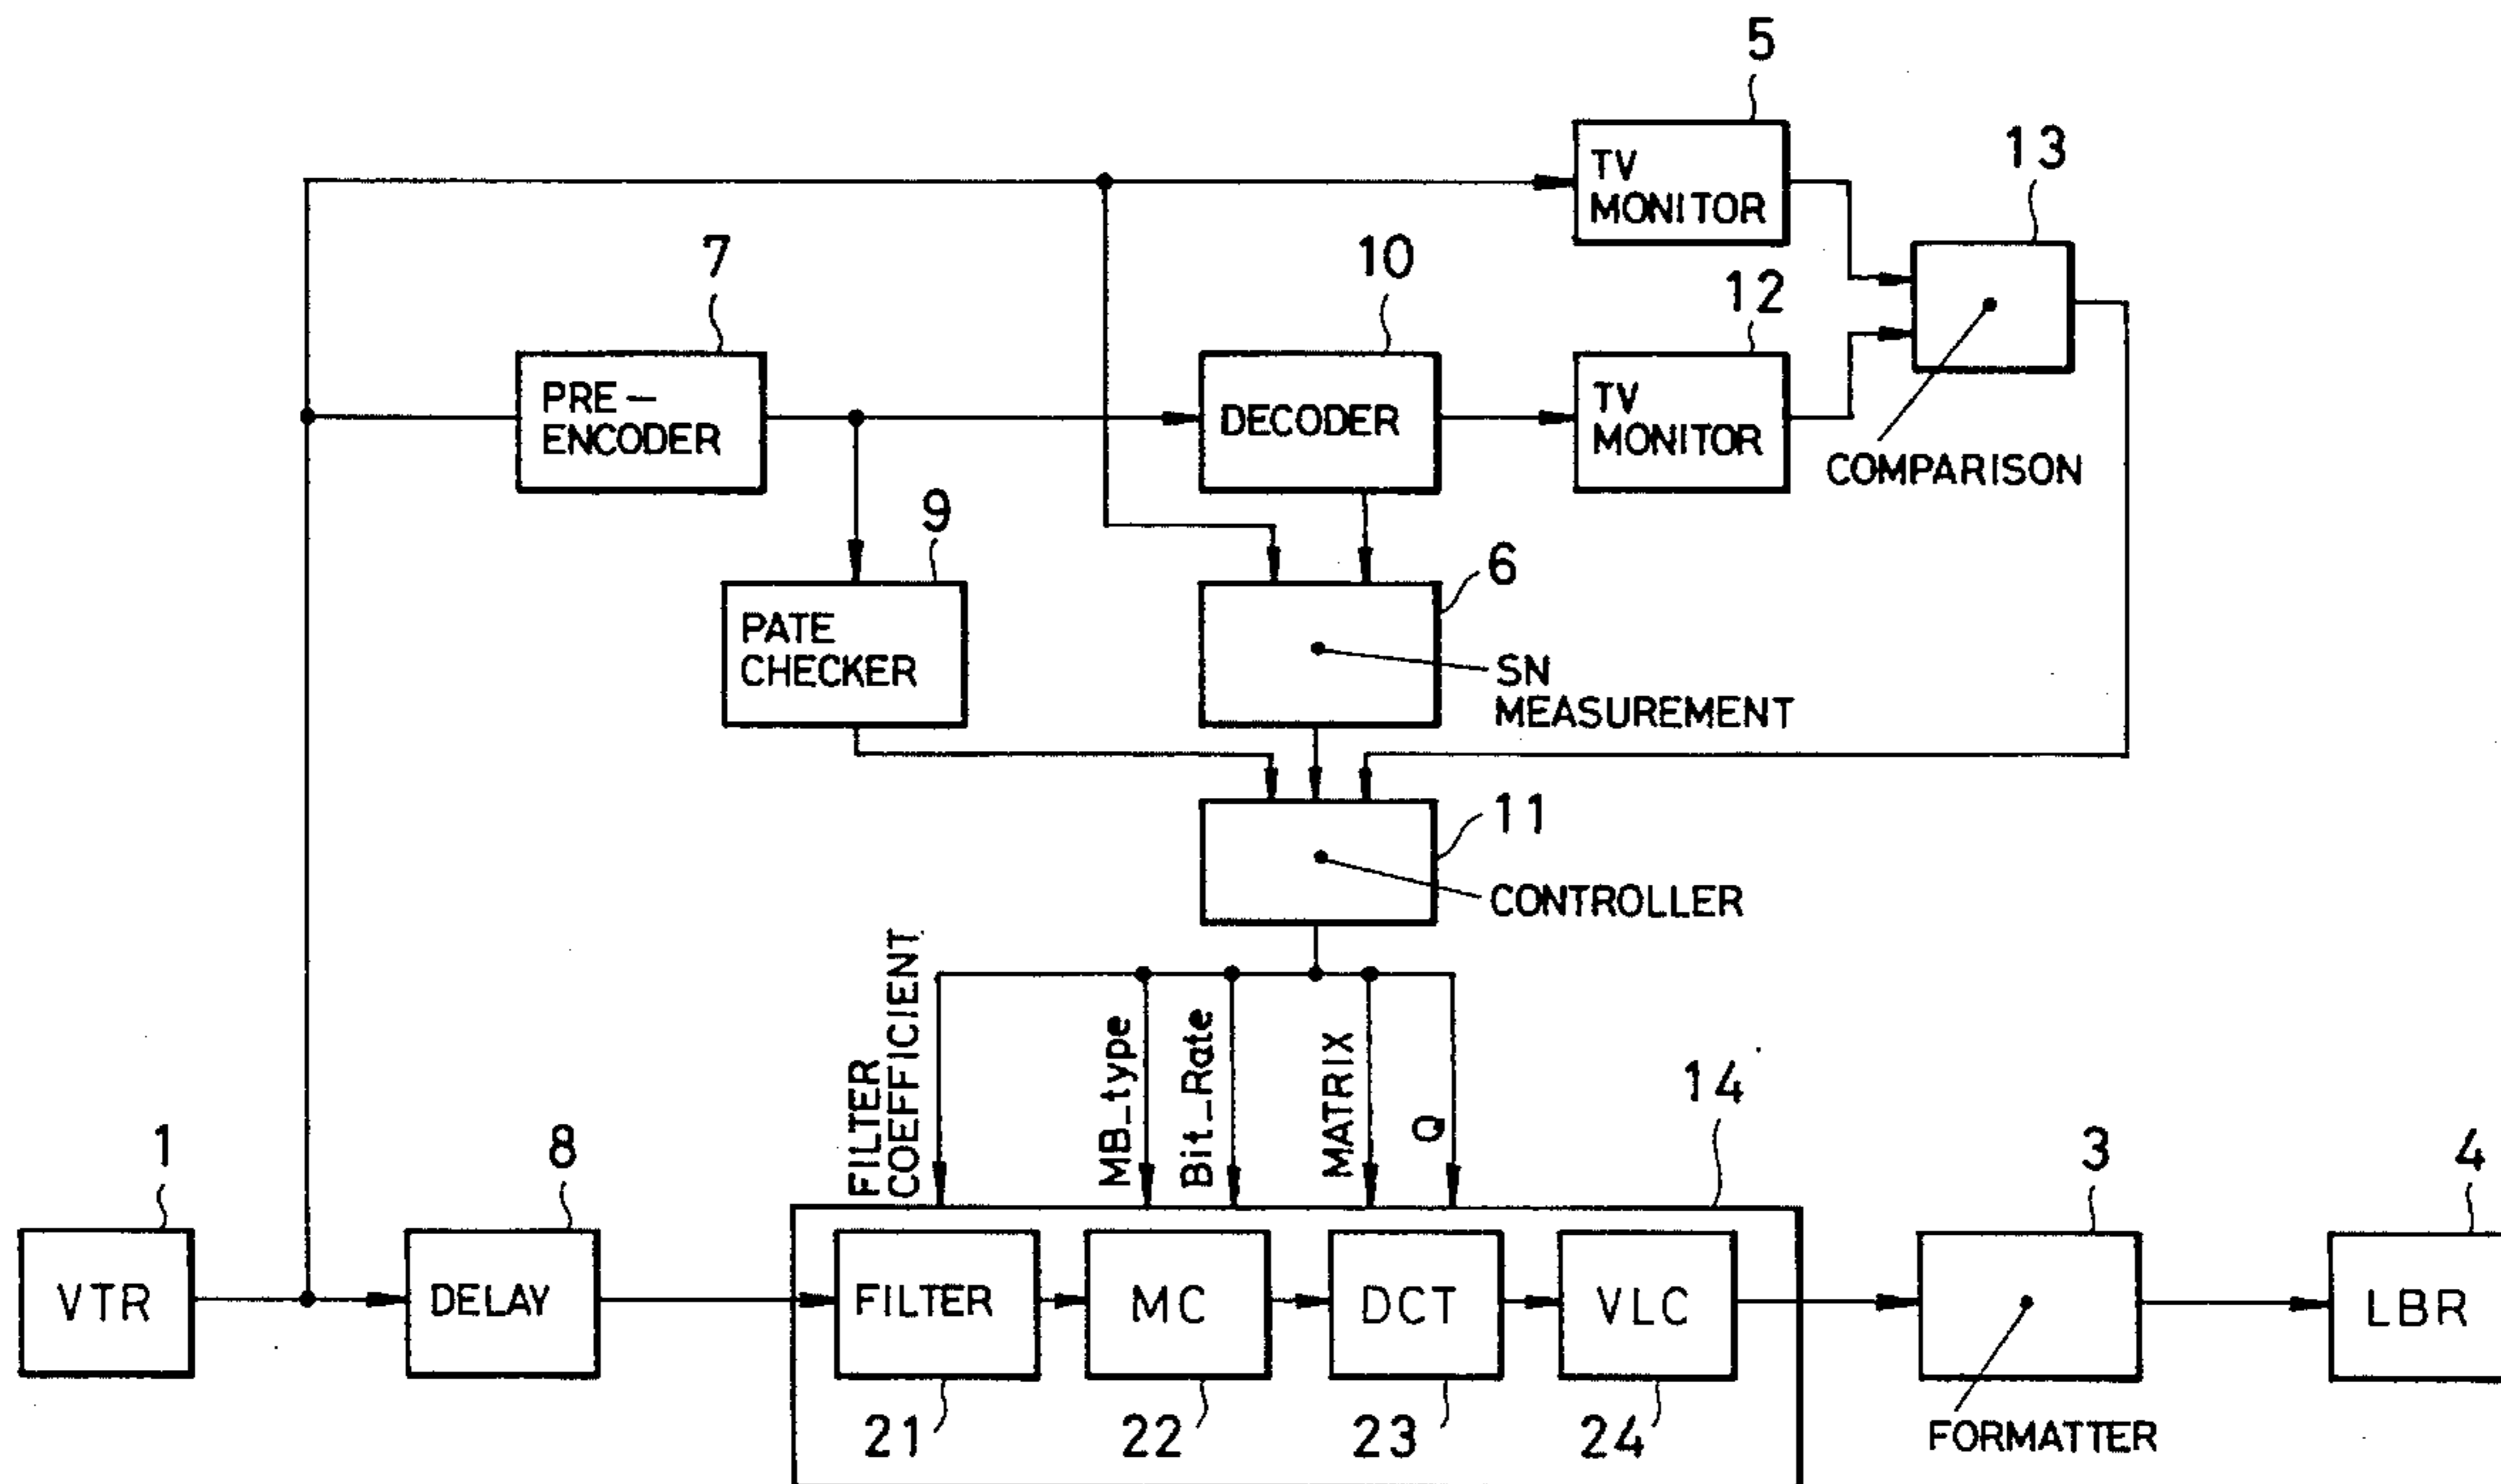 5
TV
MONITOR
13
7
10
12
PRE-
ENCODER
DECODER
TV
MONITOR
COMPARISON
9
6
PATE
CHECKER
SN
MEASUREMENT
11
CONTROLLER
FILTER
COEFFICIENT
MB_type
Bit_Rate
MATRIX
Q
14
1
8
3
4
VTR
DELAY
FILTER
MC
DCT
VLC
LBR
21
22
23
24
FORMATTER